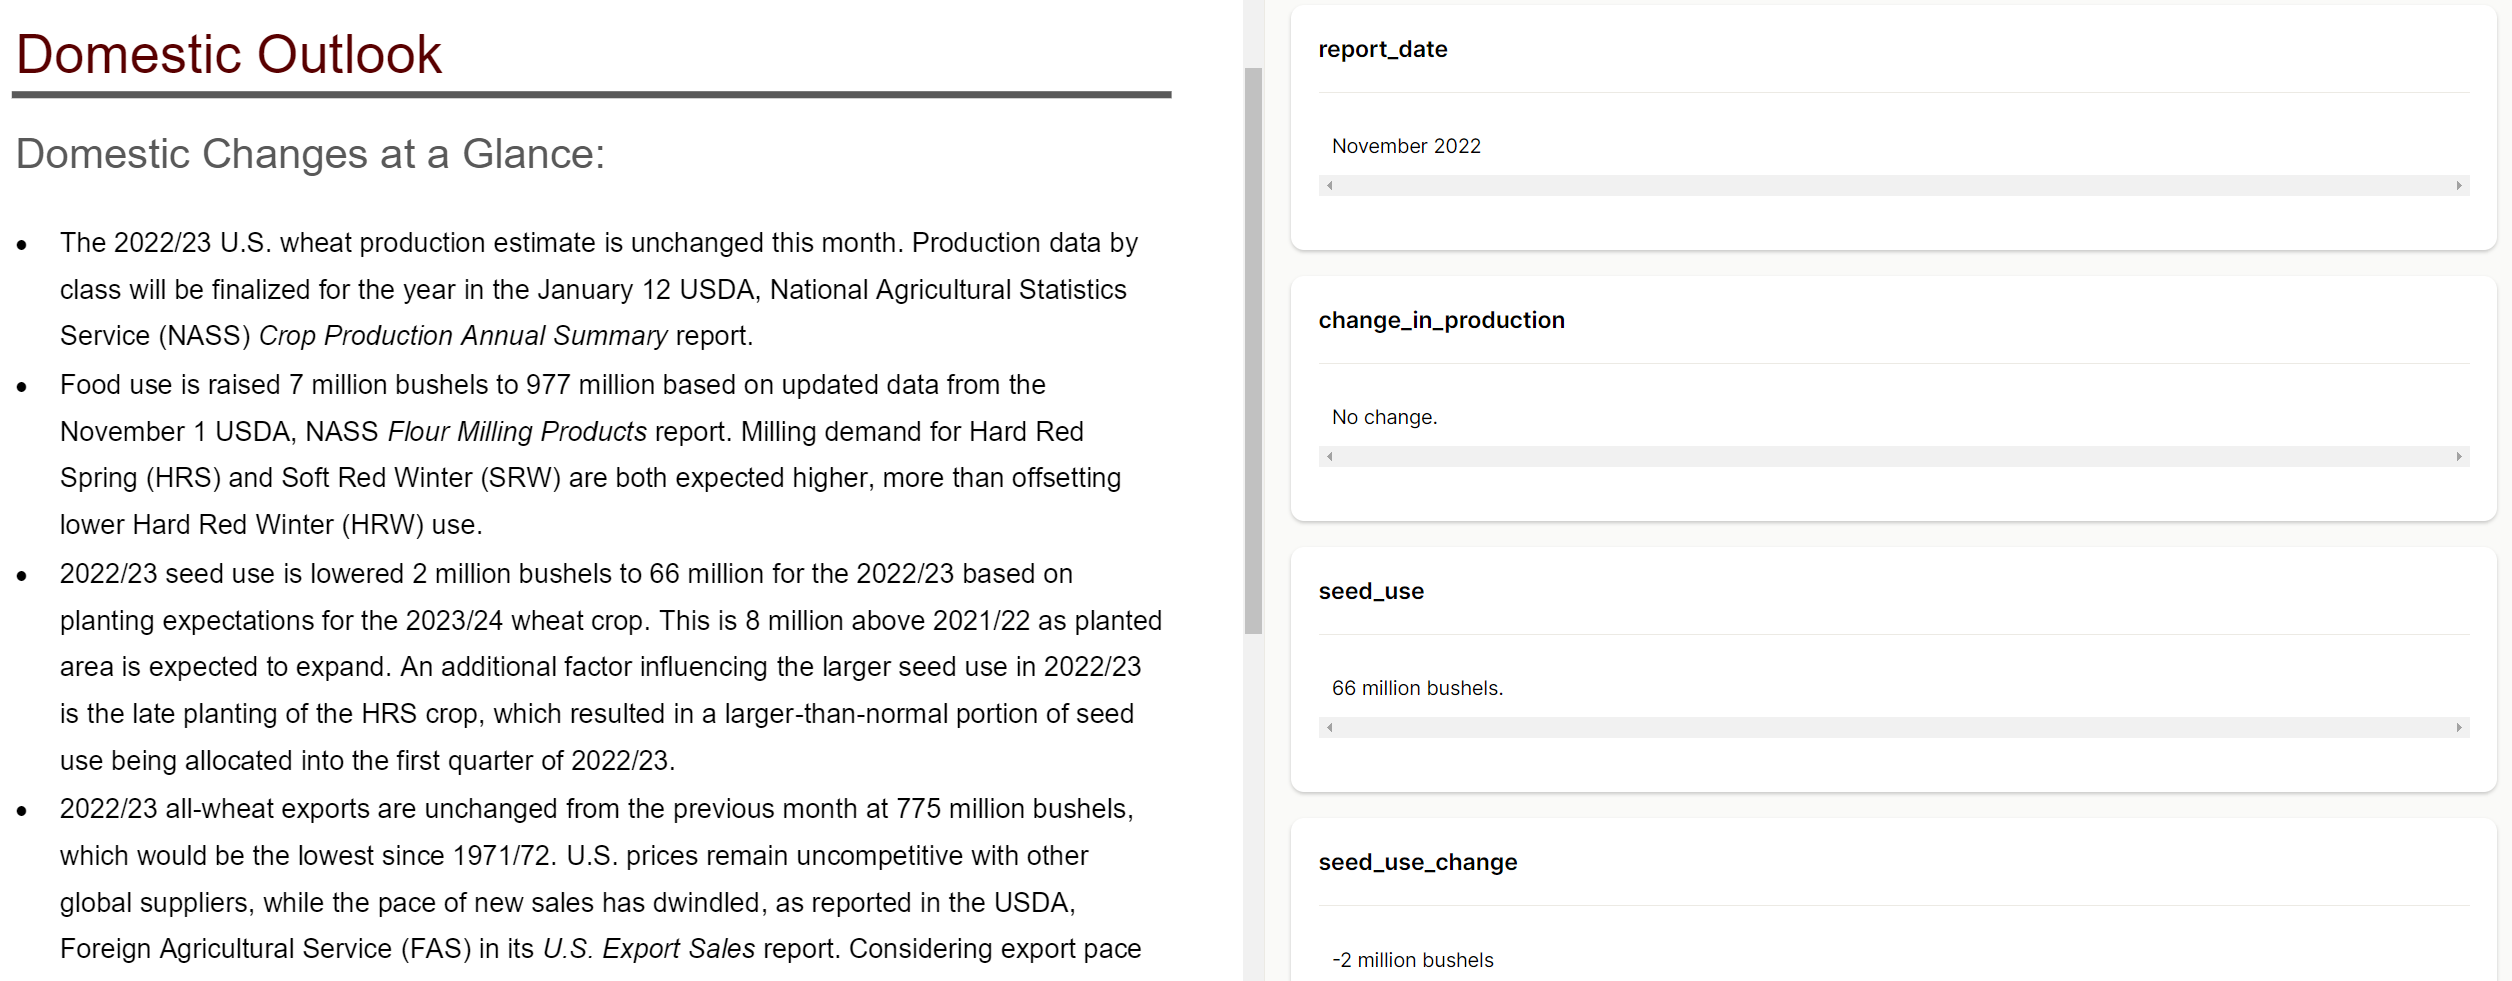 Domestic Outlook
Domestic Changes at a Glance:
• The 2022/23 U.S. wheat production estimate is unchanged this month. Production data by
class will be finalized for the year in the January 12 USDA, National Agricultural Statistics
Service (NASS) Crop Production Annual Summary report.
• Food use is raised 7 million bushels to 977 million based on updated data from the
November 1 USDA, NASS Flour Milling Products report. Milling demand for Hard Red
Spring (HRS) and Soft Red Winter (SRW) are both expected higher, more than offsetting
lower Hard Red Winter (HRW) use.
• 2022/23 seed use is lowered 2 million bushels to 66 million for the 2022/23 based on
planting expectations for the 2023/24 wheat crop. This is 8 million above 2021/22 as planted
area is expected to expand. An additional factor influencing the larger seed use in 2022/23
is the late planting of the HRS crop, which resulted in a larger-than-normal portion of seed
use being allocated into the first quarter of 2022/23.
• 2022/23 all-wheat exports are unchanged from the previous month at 775 million bushels,
which would be the lowest since 1971/72. U.S. prices remain uncompetitive with other
global suppliers, while the pace of new sales has dwindled, as reported in the USDA,
Foreign Agricultural Service (FAS) in its U.S. Export Sales report. Considering export pace
report_date
November 2022
change_in_production
No change.
seed_use
66 million bushels.
seed_use_change
-2 million bushels